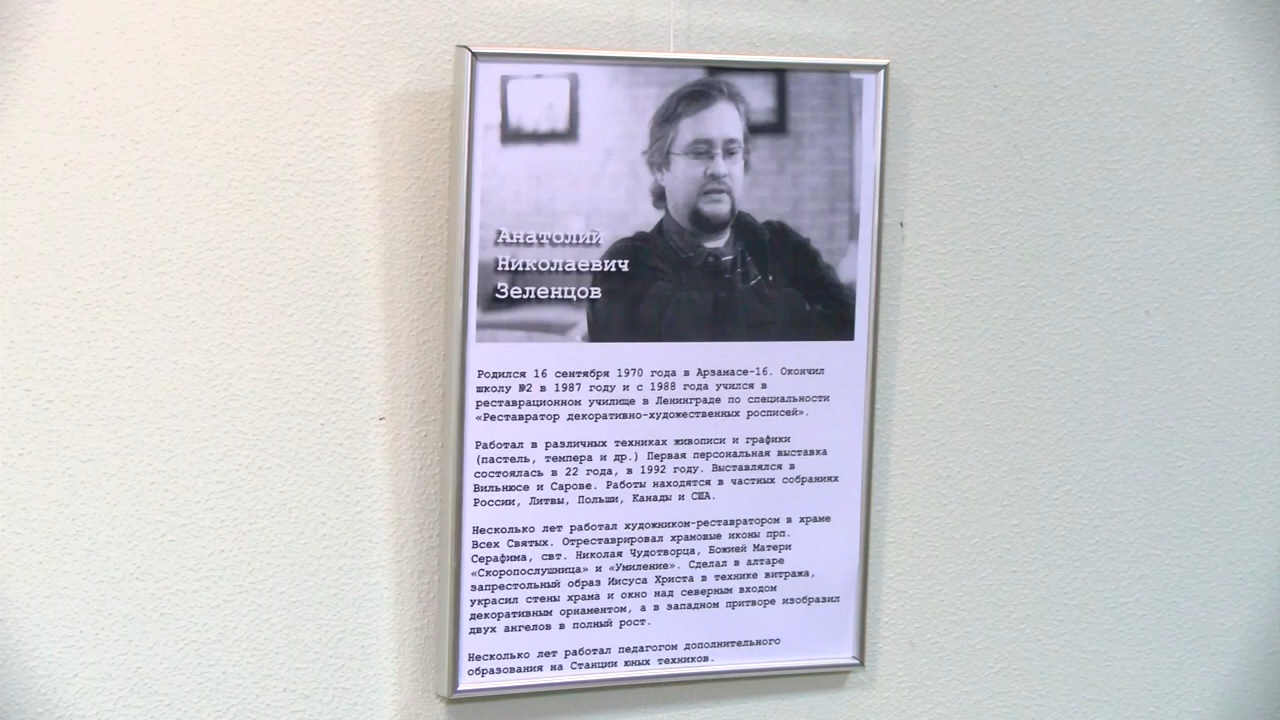 Анатолий
Николаевич
Зеленцов
Родился 16 сентября 1970 года в Арзамасе-16. Окончил
школу №2 в 1987 году и с 1988 года учился в
реставрационном училище в Ленинграде по специальности
«Реставратор декоративно-художественных росписей».
Работал в различных техниках живописи и графики
(пастель, темпера и др.) Первая персональная выставка
состоялась в 22 года, в 1992 году. Выставлялся в
Вильнюсе и Сарове. Работы находятся в частных собраниях
России, Литвы, Польши, Канады и США.
Несколько лет работал художником-реставратором в храме
Всех Святых. Отреставрировал храмовые иконы прп.
Серафима, свт. Николая Чудотворца, Божией Матери
«Скоропослушница» и «Умиление». Сделал в алтаре
запрестольный образ Иисуса Христа в технике витража,
украсил стены храма и окно над северным входом
декоративным орнаментом, а в западном притворе изобразил
двух ангелов в полный рост.
Несколько лет работал педагогом дополнительного
образования на Станции юных техников.